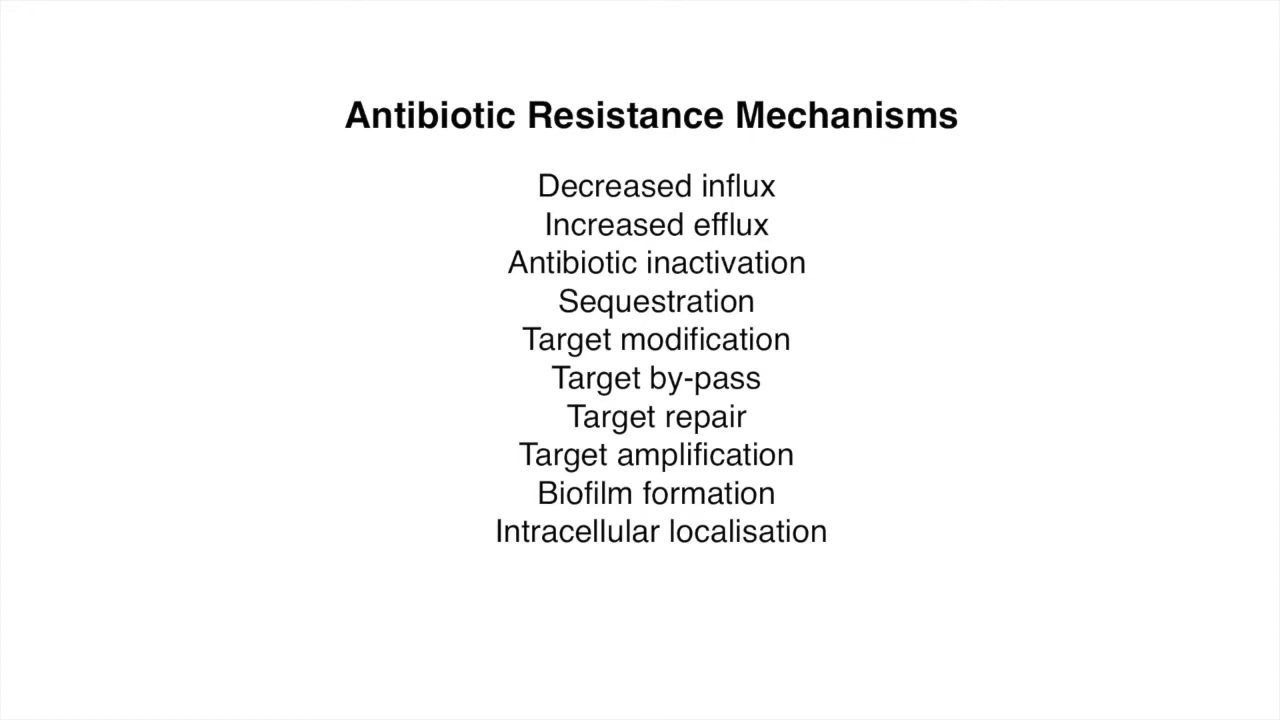 Antibiotic Resistance Mechanisms
Decreased influx
Increased efflux
Antibiotic inactivation
Sequestration
Target modification
Target by-pass
Target repair
Target amplification
Biofilm formation
Intracellular localisation